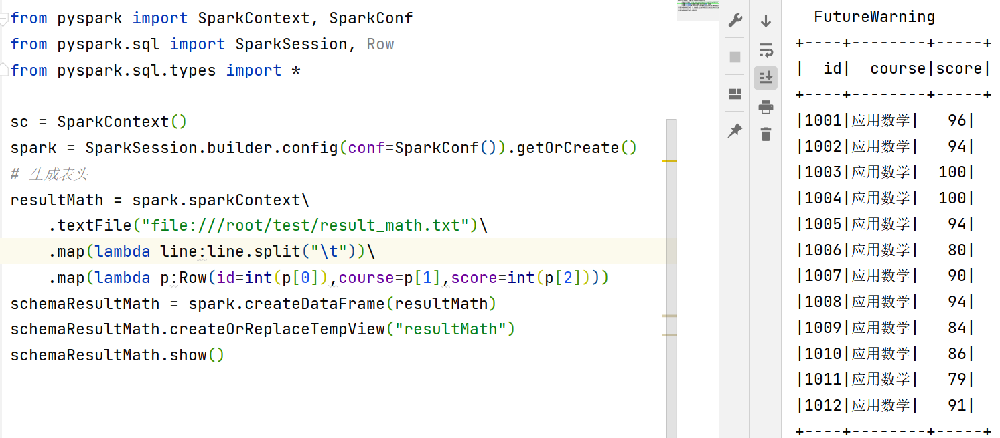 from pyspark import SparkContext, SparkConf
from pyspark.sql import SparkSession, Row
from pyspark.sql.types import *
sc = SparkContext()
spark = SparkSession.builder.config(conf=SparkConf()).getOrCreate()
# 生成表头
resultMath = spark.sparkContext\
    .textFile("file:///root/test/result_math.txt")\
    .map(lambda line:line.split("\t"))\
    .map(lambda p:Row(id=int(p[0]),course=p[1],score=int(p[2])))
schemaResultMath = spark.createDataFrame(resultMath)
schemaResultMath.createOrReplaceTempView("resultMath")
schemaResultMath.show()
  FutureWarning
+----+--------+-----+
|  id|  course|score|
+----+--------+-----+
|1001|应用数学|   96|
|1002|应用数学|   94|
|1003|应用数学|  100|
|1004|应用数学|  100|
|1005|应用数学|   94|
|1006|应用数学|   80|
|1007|应用数学|   90|
|1008|应用数学|   94|
|1009|应用数学|   84|
|1010|应用数学|   86|
|1011|应用数学|   79|
|1012|应用数学|   91|
+----+--------+-----+